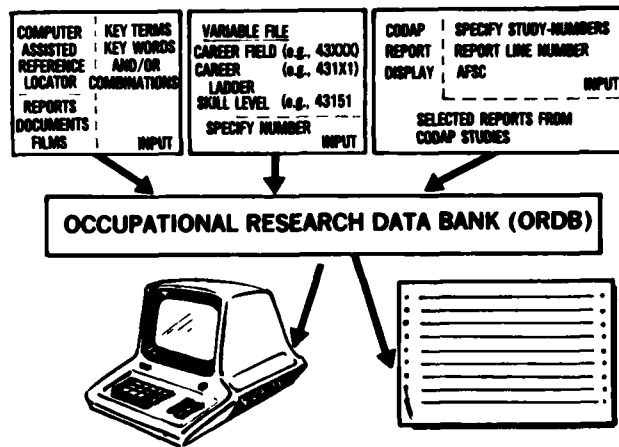 COMPUTER
ASSISTED
REFERENCE
LOCATOR
KEY TERMS
KEY WORDS
AND/OR
COMBINATIONS
REPORTS
DOCUMENTS
FILMS
INPUT
VARIABLE FILE
CAREER FIELD (e.g., 43XXX)
CAREER (e.g., 431X1)
LADDER
SKILL LEVEL (e.g., 43151
SPECIFY NUMBER
INPUT
CODAP
REPORT
DISPLAY
SPECIFY STUDY-NUMBERS
REPORT LINE NUMBER
AFSC
INPUT
SELECTED REPORTS FROM
CODAP STUDIES
OCCUPATIONAL RESEARCH DATA BANK (ORDB)